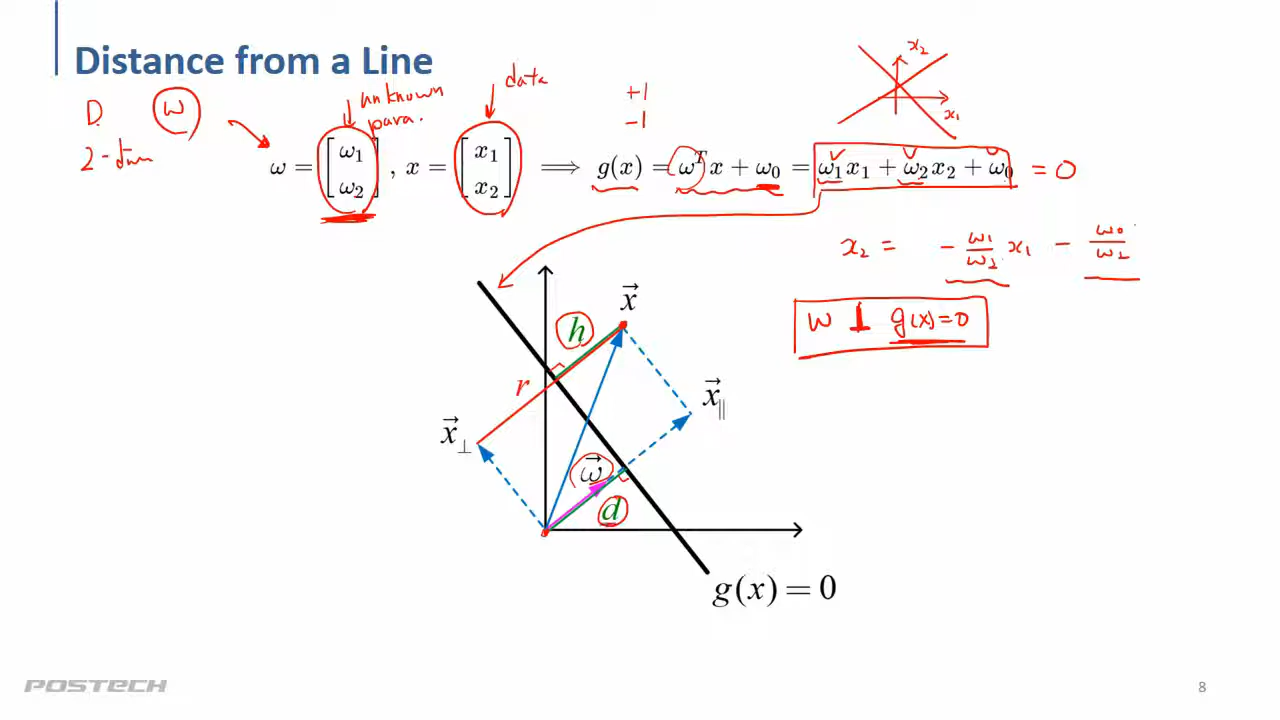 Distance from a Line
D. ω unknown para. data +1 x₂
2-dim -1 x₁
ω = [ω₁ ω₂], x = [x₁ x₂] ⟹ g(x) = ωᵀx + ω₀ = ω₁x₁ + ω₂x₂ + ω₀ = 0
x₂ = - ω₁/ω₂ x₁ - ω₀/ω₂
ω ⊥ g(x)=0
x⃗
h
r
x⃗∥
x⃗⊥
ω⃗
d
g(x) = 0
POSTECH
8